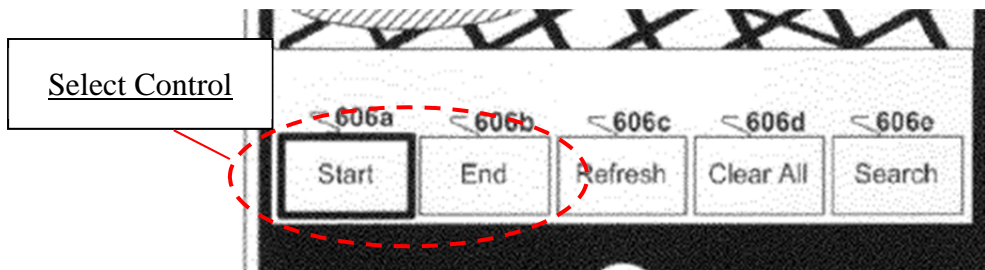 Select Control
606a 606b 606c 606d 606e
Start End Refresh Clear All Search